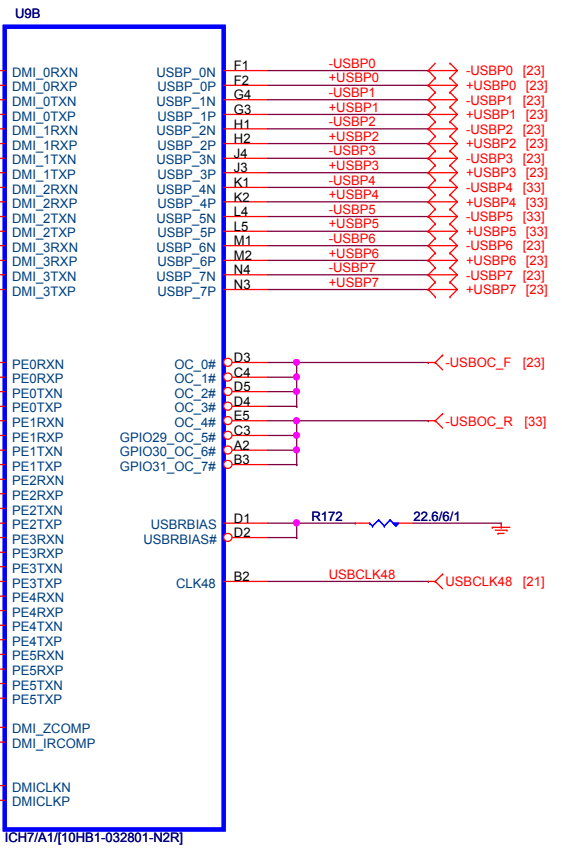 U9B
F1 -USBP0
DMI_0RXN USBP_0N -USBP0 [23]
F2 +USBP0
DMI_0RXP USBP_0P +USBP0 [23]
G4 -USBP1
DMI_0TXN USBP_1N -USBP1 [23]
G3 +USBP1
DMI_0TXP USBP_1P +USBP1 [23]
H1 -USBP2
DMI_1RXN USBP_2N -USBP2 [23]
H2 +USBP2
DMI_1RXP USBP_2P +USBP2 [23]
J4 -USBP3
DMI_1TXN USBP_3N -USBP3 [23]
J3 +USBP3
DMI_1TXP USBP_3P +USBP3 [23]
K1 -USBP4
DMI_2RXN USBP_4N -USBP4 [33]
K2 +USBP4
DMI_2RXP USBP_4P +USBP4 [33]
L4 -USBP5
DMI_2TXN USBP_5N -USBP5 [33]
L5 +USBP5
DMI_2TXP USBP_5P +USBP5 [33]
M1 -USBP6
DMI_3RXN USBP_6N -USBP6 [23]
M2 +USBP6
DMI_3RXP USBP_6P +USBP6 [23]
N4 -USBP7
DMI_3TXN USBP_7N -USBP7 [23]
N3 +USBP7
DMI_3TXP USBP_7P +USBP7 [23]
D3
PE0RXN OC_0# -USBOC_F [23]
C4
PE0RXP OC_1#
D5
PE0TXN OC_2#
D4
PE0TXP OC_3#
E5
PE1RXN OC_4# -USBOC_R [33]
C3
PE1RXP GPIO29_OC_5#
A2
PE1TXN GPIO30_OC_6#
B3
PE1TXP GPIO31_OC_7#
PE2RXN
PE2RXP
PE2TXN
D1 R172 22.6/6/1
PE2TXP USBRBIAS
D2
PE3RXN USBRBIAS#
PE3RXP
PE3TXN
B2 USBCLK48
PE3TXP CLK48 USBCLK48 [21]
PE4RXN
PE4RXP
PE4TXN
PE4TXP
PE5RXN
PE5RXP
PE5TXN
PE5TXP
DMI_ZCOMP
DMI_IRCOMP
DMICLKN
DMICLKP
ICH7/A1/[10HB1-032801-N2R]